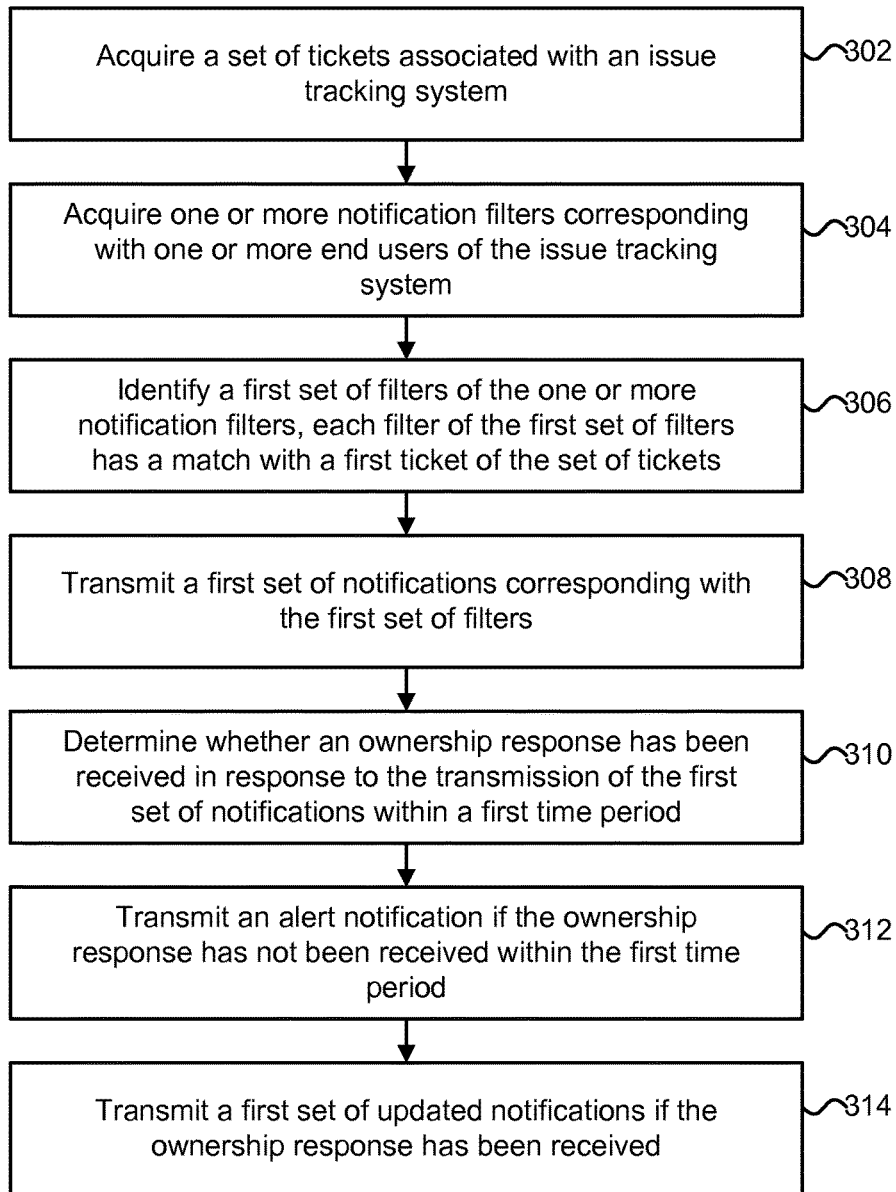 Acquire a set of tickets associated with an issue
tracking system
302
Acquire one or more notification filters corresponding
with one or more end users of the issue tracking
system
304
Identify a first set of filters of the one or more
notification filters, each filter of the first set of filters
has a match with a first ticket of the set of tickets
306
Transmit a first set of notifications corresponding with
the first set of filters
308
Determine whether an ownership response has been
received in response to the transmission of the first
set of notifications within a first time period
310
Transmit an alert notification if the ownership
response has not been received within the first time
period
312
Transmit a first set of updated notifications if the
ownership response has been received
314